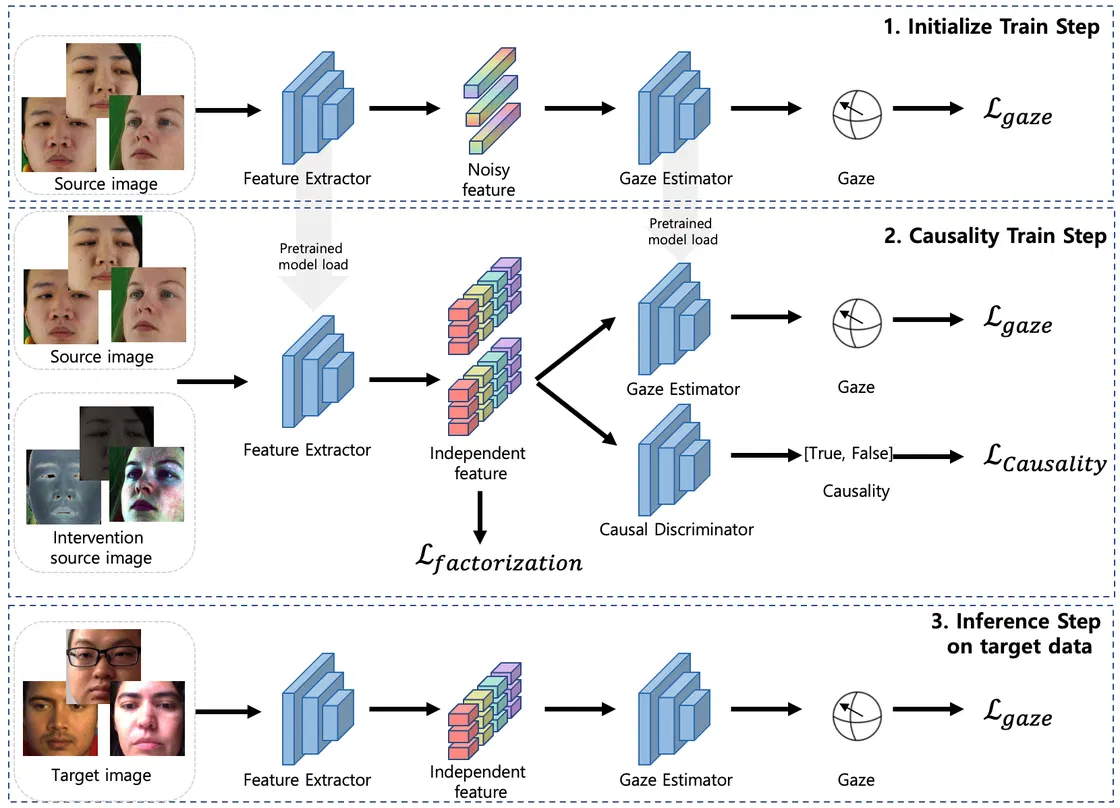 1. Initialize Train Step
Source image
Feature Extractor
Noisy
feature
Gaze Estimator
Gaze
ℒgaze
2. Causality Train Step
Source image
Pretrained
model load
Pretrained
model load
Gaze Estimator
Gaze
ℒgaze
Intervention
source image
Feature Extractor
Independent
feature
ℒfactorization
Causal Discriminator
[True, False]
Causality
ℒCausality
3. Inference Step
on target data
Target image
Feature Extractor
Independent
feature
Gaze Estimator
Gaze
ℒgaze